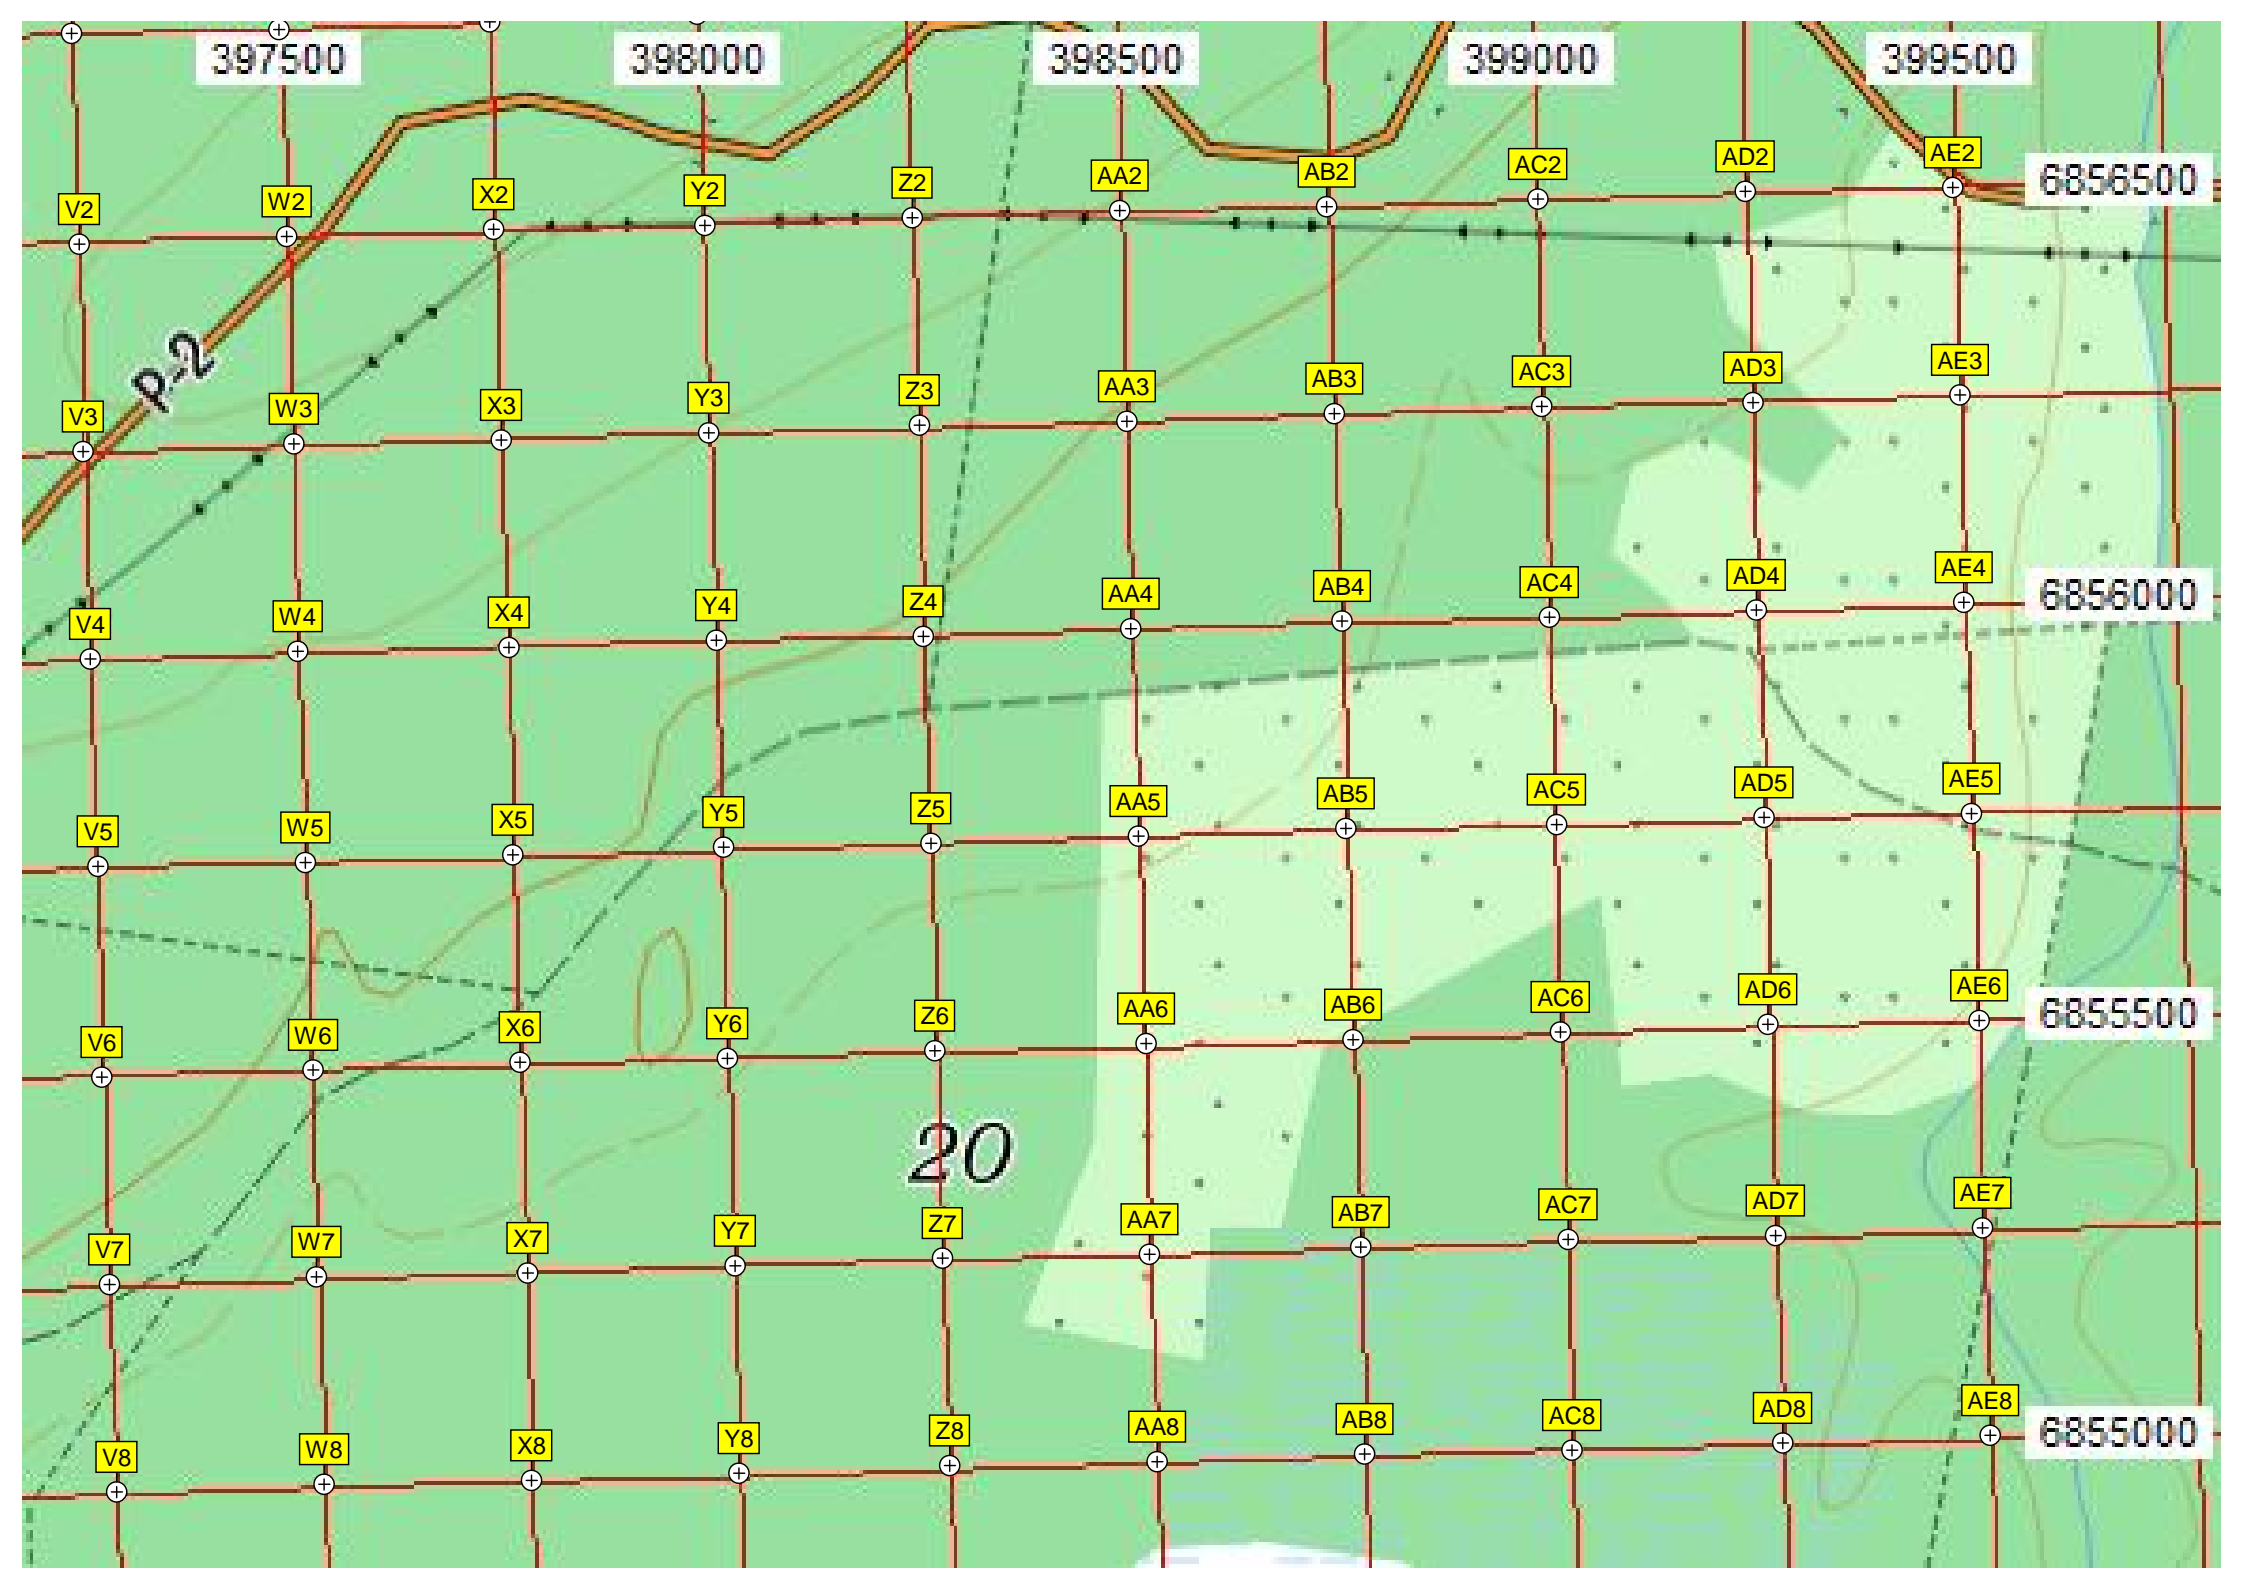 397500 398000 398500 399000 399500
V2 W2 X2 Y2 Z2 AA2 AB2 AC2 AD2 AE2 6856500
р-2
V3 W3 X3 Y3 Z3 AA3 AB3 AC3 AD3 AE3
V4 W4 X4 Y4 Z4 AA4 AB4 AC4 AD4 AE4 6856000
V5 W5 X5 Y5 Z5 AA5 AB5 AC5 AD5 AE5
V6 W6 X6 Y6 Z6 AA6 AB6 AC6 AD6 AE6 6855500
20
V7 W7 X7 Y7 Z7 AA7 AB7 AC7 AD7 AE7
V8 W8 X8 Y8 Z8 AA8 AB8 AC8 AD8 AE8 6855000